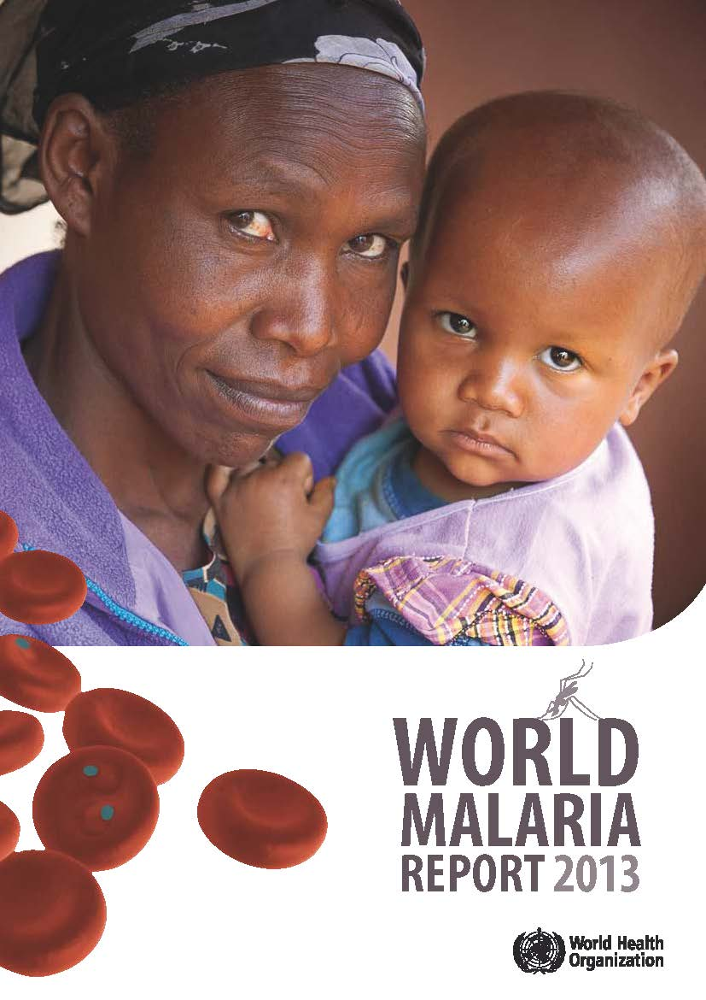 WORLD
MALARIA
REPORT 2013
World Health
Organization